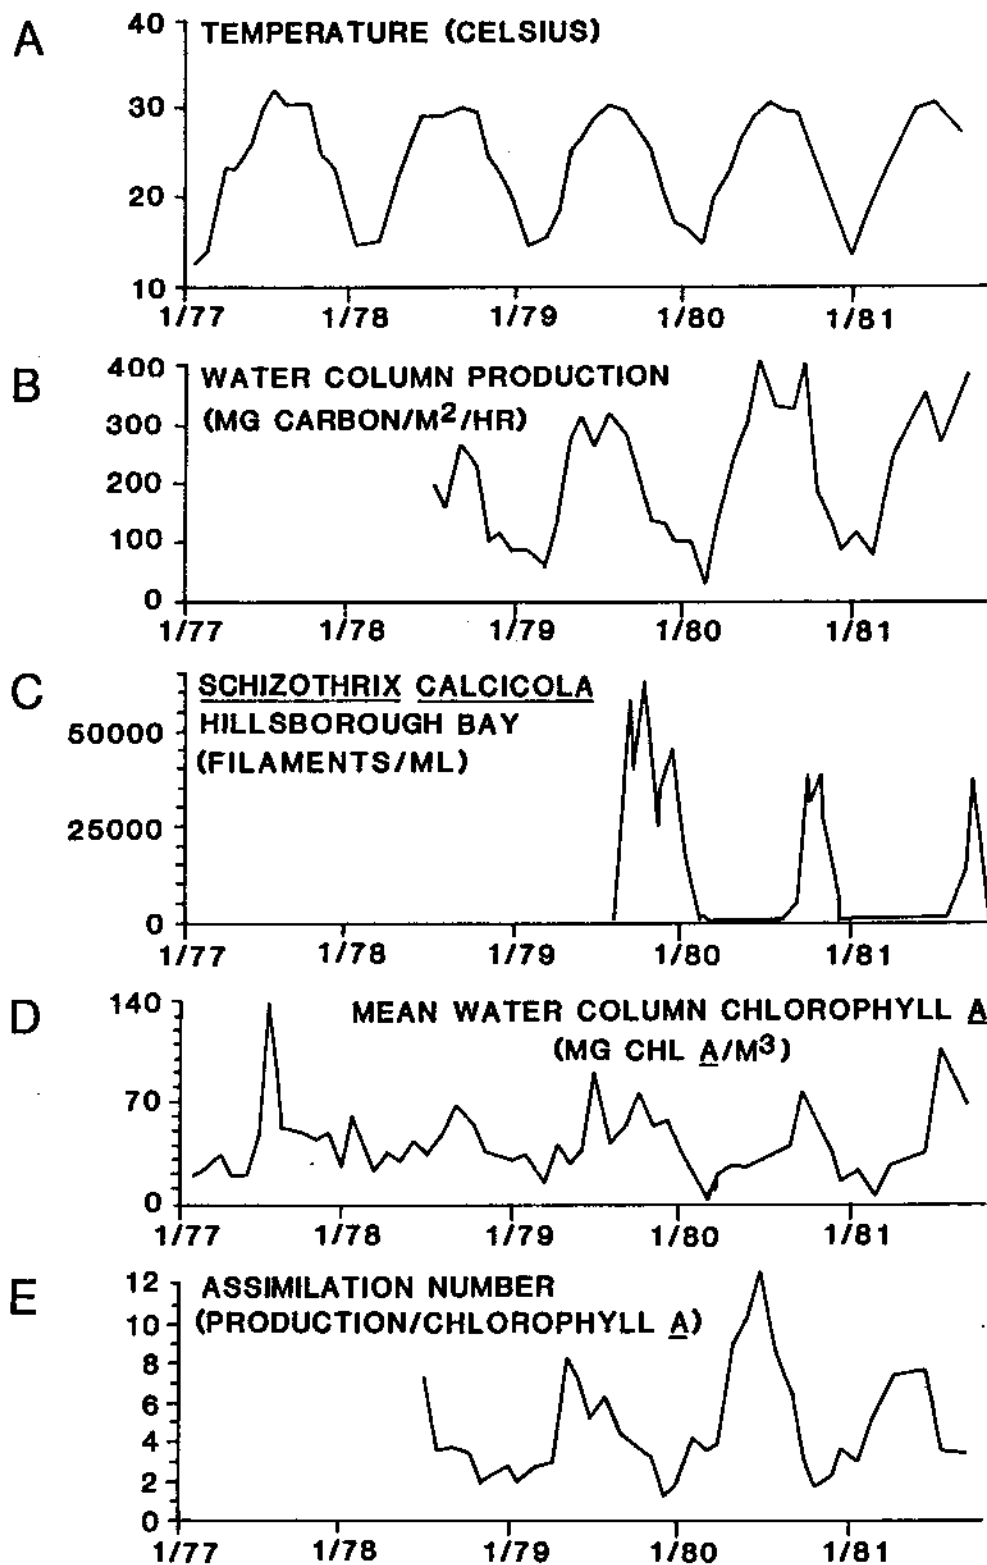 A
TEMPERATURE (CELSIUS)
40
30
20
10
1/77 1/78 1/79 1/80 1/81
B
WATER COLUMN PRODUCTION
(MG CARBON/M²/HR)
400
300
200
100
0
1/77 1/78 1/79 1/80 1/81
C
SCHIZOTHRIX CALCICOLA
HILLSBOROUGH BAY
(FILAMENTS/ML)
50000
25000
0
1/77 1/78 1/79 1/80 1/81
D
MEAN WATER COLUMN CHLOROPHYLL A
(MG CHL A/M³)
140
70
0
1/77 1/78 1/79 1/80 1/81
E
ASSIMILATION NUMBER
(PRODUCTION/CHLOROPHYLL A)
12
10
8
6
4
2
0
1/77 1/78 1/79 1/80 1/81